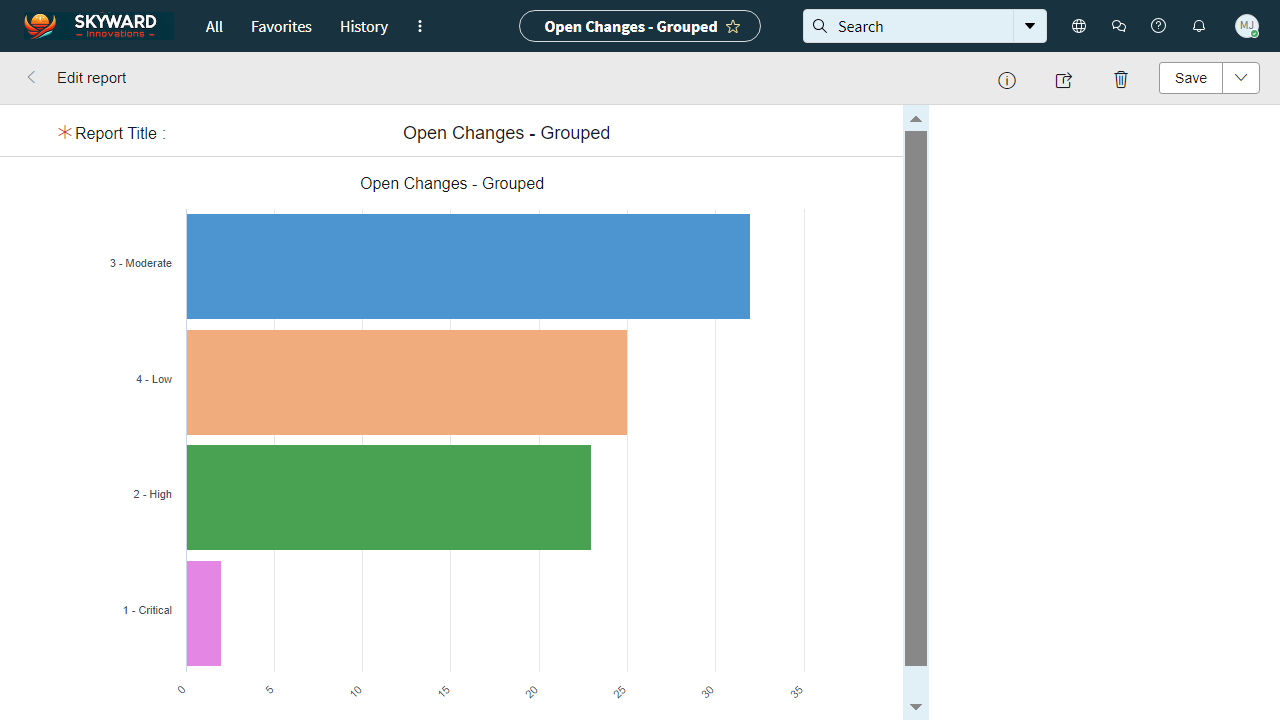 SKYWARD
Innovations
All
Favorites
History
Open Changes - Grouped
Search
MJ
Edit report
Save
Report Title :
Open Changes - Grouped
Open Changes - Grouped
3 - Moderate
4 - Low
2 - High
1 - Critical
0
5
10
15
20
25
30
35